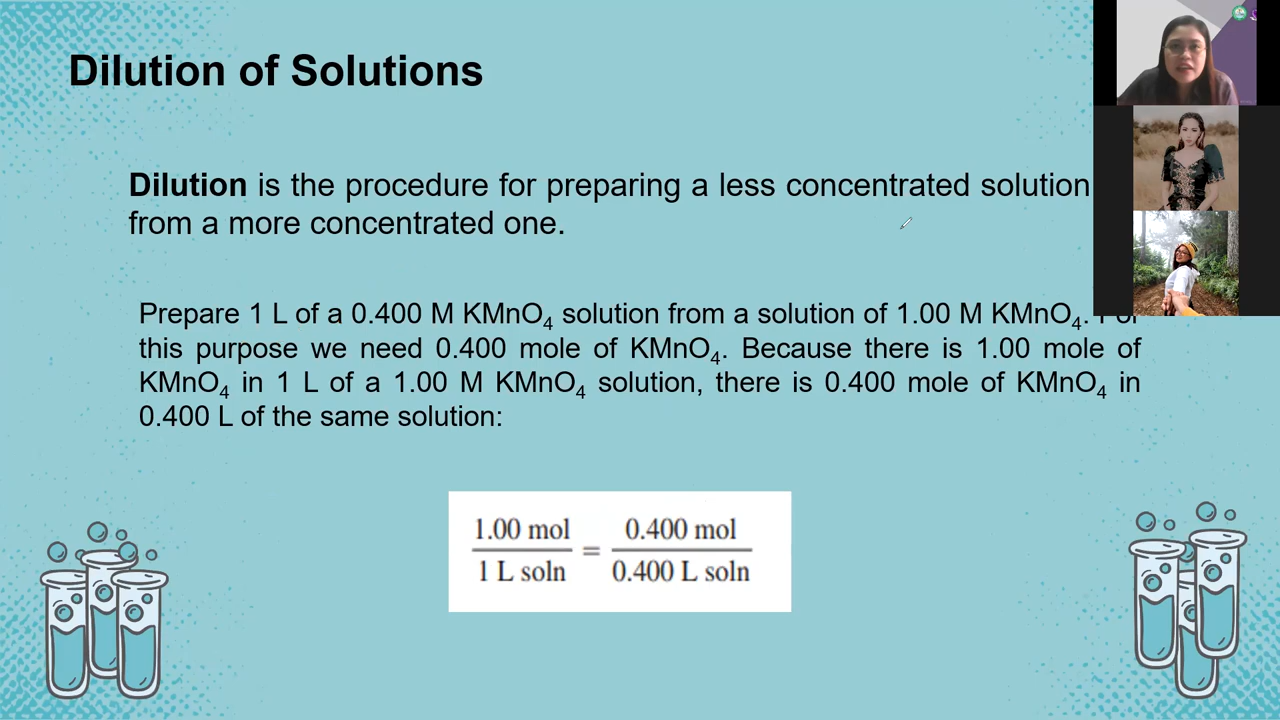 Dilution of Solutions
Dilution is the procedure for preparing a less concentrated solution
from a more concentrated one.
Prepare 1 L of a 0.400 M KMnO₄ solution from a solution of 1.00 M KMnO₄.
this purpose we need 0.400 mole of KMnO₄. Because there is 1.00 mole of
KMnO₄ in 1 L of a 1.00 M KMnO₄ solution, there is 0.400 mole of KMnO₄ in
0.400 L of the same solution:
1.00 mol / 1 L soln = 0.400 mol / 0.400 L soln